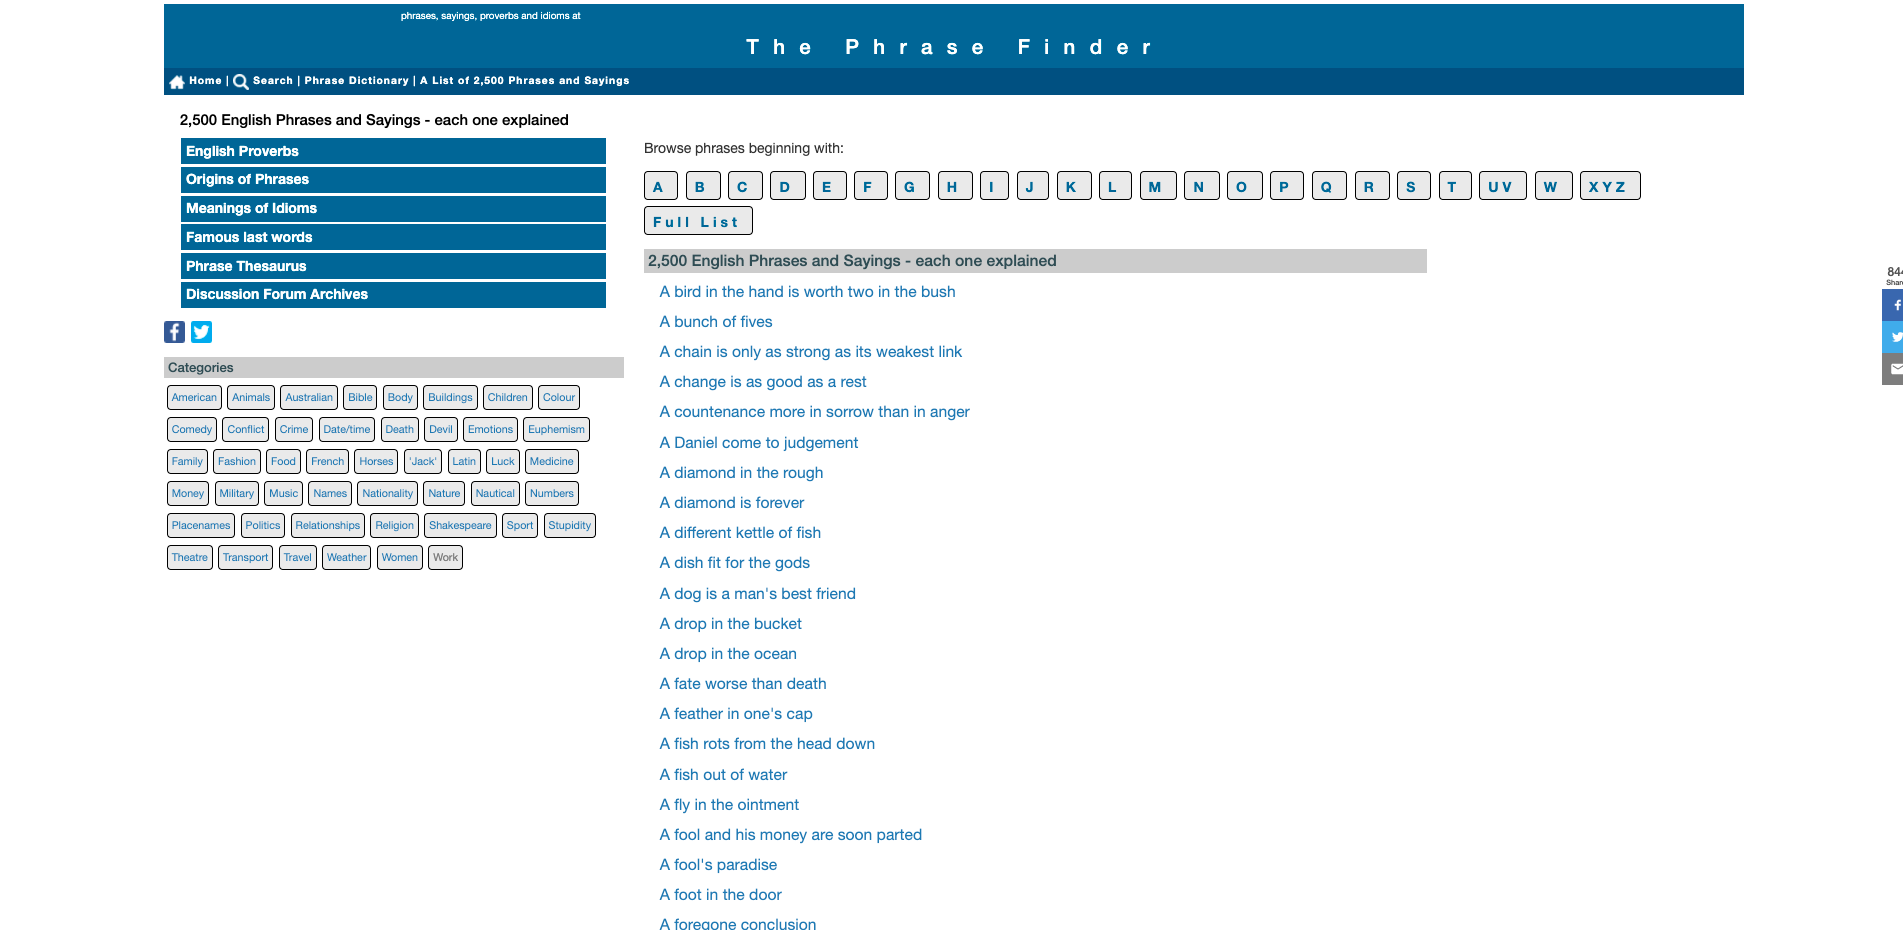 phrases, sayings, proverbs and idioms at
The Phrase Finder
Home | Search | Phrase Dictionary | A List of 2,500 Phrases and Sayings
2,500 English Phrases and Sayings - each one explained
English Proverbs
Origins of Phrases
Meanings of Idioms
Famous last words
Phrase Thesaurus
Discussion Forum Archives
Categories
American Animals Australian Bible Body Buildings Children Colour
Comedy Conflict Crime Date/time Death Devil Emotions Euphemism
Family Fashion Food French Horses 'Jack' Latin Luck Medicine
Money Military Music Names Nationality Nature Nautical Numbers
Placenames Politics Relationships Religion Shakespeare Sport Stupidity
Theatre Transport Travel Weather Women Work
Browse phrases beginning with:
A B C D E F G H I J K L M N O P Q R S T UV W XYZ
Full List
2,500 English Phrases and Sayings - each one explained
A bird in the hand is worth two in the bush
A bunch of fives
A chain is only as strong as its weakest link
A change is as good as a rest
A countenance more in sorrow than in anger
A Daniel come to judgement
A diamond in the rough
A diamond is forever
A different kettle of fish
A dish fit for the gods
A dog is a man's best friend
A drop in the bucket
A drop in the ocean
A fate worse than death
A feather in one's cap
A fish rots from the head down
A fish out of water
A fly in the ointment
A fool and his money are soon parted
A fool's paradise
A foot in the door
A foregone conclusion